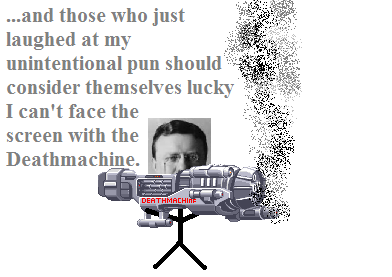 ...and those who just
laughed at my
unintentional pun should
consider themselves lucky
I can't face the
screen with the
Deathmachine.
DEATHMACHINE